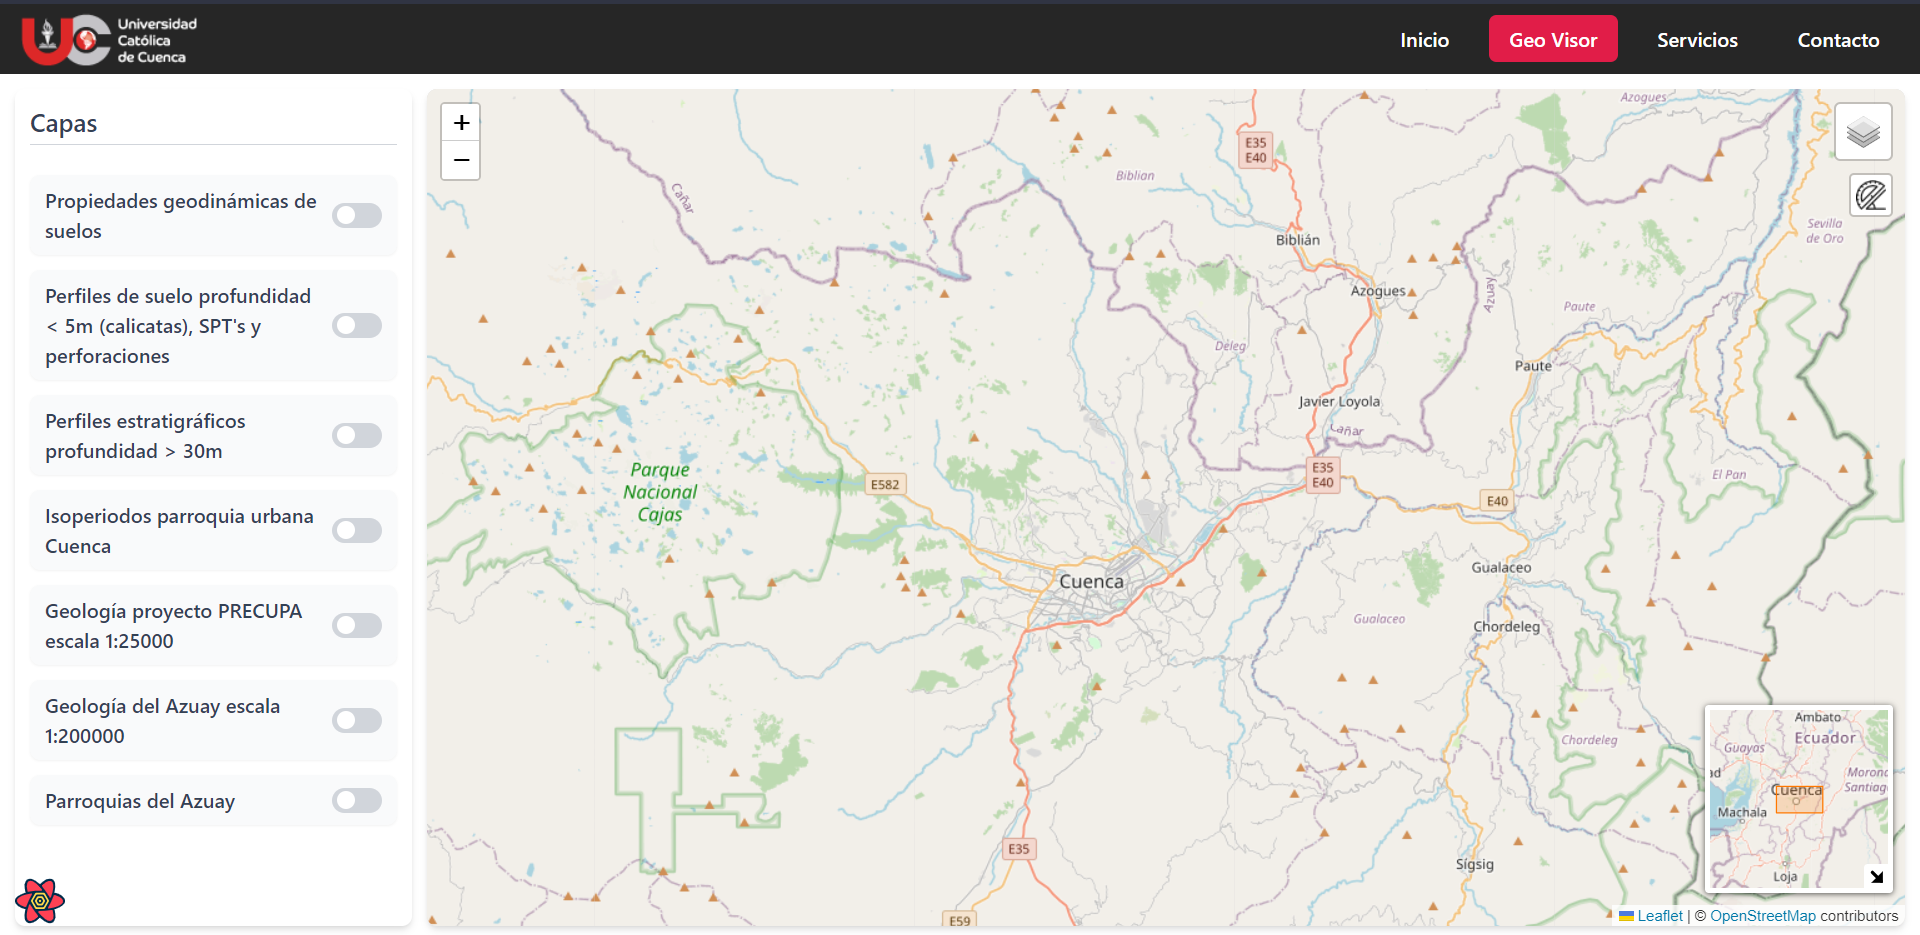 Universidad
Católica
de Cuenca
Inicio
Geo Visor
Servicios
Contacto
Capas
Propiedades geodinámicas de
suelos
Perfiles de suelo profundidad
< 5m (calicatas), SPT's y
perforaciones
Perfiles estratigráficos
profundidad > 30m
Isoperiodos parroquia urbana
Cuenca
Geología proyecto PRECUPA
escala 1:25000
Geología del Azuay escala
1:200000
Parroquias del Azuay
+
−
Azogues
E35
E40
Biblian
Cañar
Sevilla
de Oro
Biblián
Azogues
Azuay
Paute
Deleg
Paute
Javier Loyola
Cañar
Parque
Nacional
Cajas
E582
E35
E40
El Pan
E40
Cuenca
Gualaceo
Gualaceo
Chordeleg
Chordeleg
E35
Sígsig
E59
Ambato
Ecuador
Guayas
ad
Morona
Santiag
Cuenca
Machala
Loja
Leaflet | © OpenStreetMap contributors